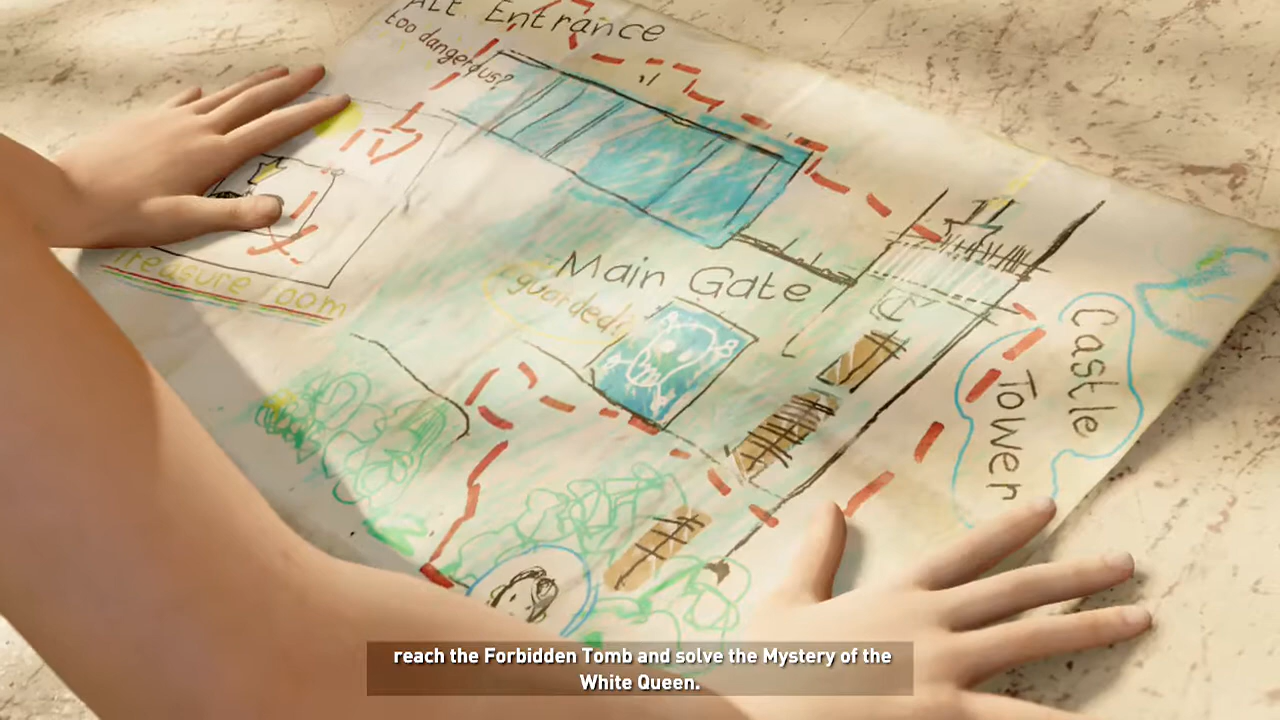 Alt Entrance
too dangerous?
Main Gate
guarded!
Treasure room
Castle
Tower
reach the Forbidden Tomb and solve the Mystery of the
White Queen.